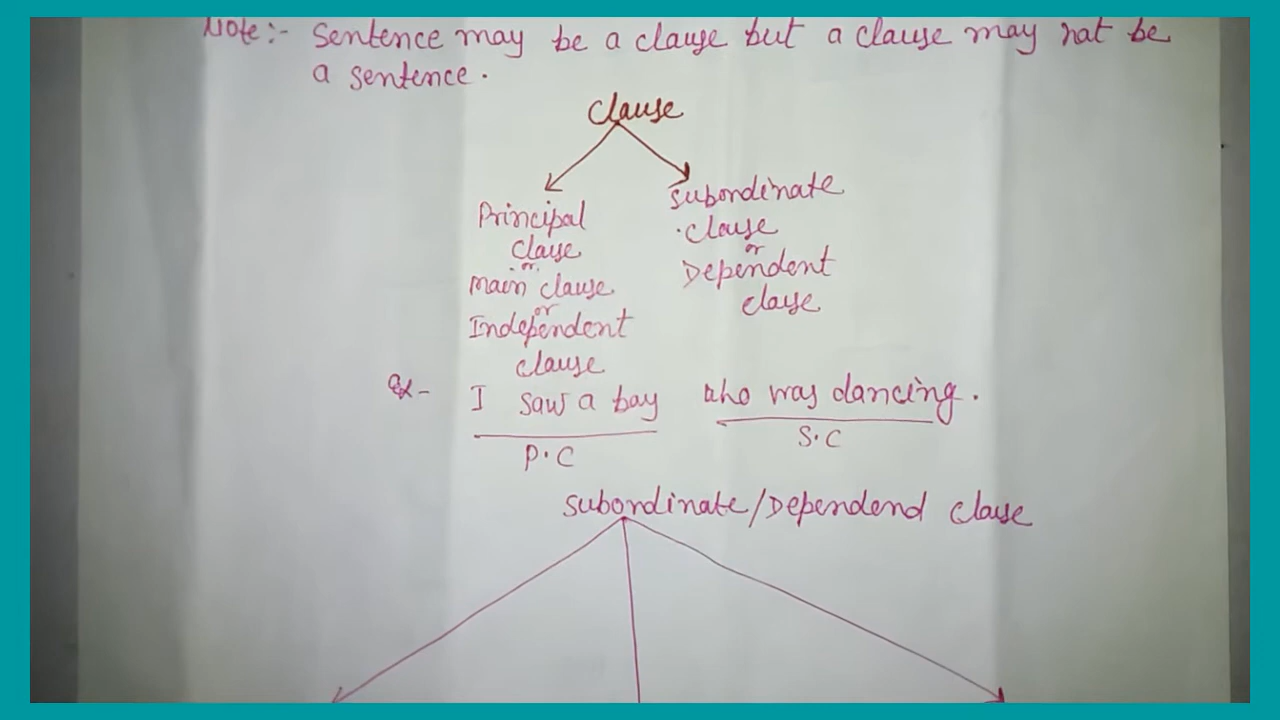 Note:- Sentence may be a clause but a clause may not be
a sentence.
Clause
Principal
clause
or
main clause
or
Independent
clause
Subordinate
clause
or
Dependent
clause
Ex- I saw a boy who was dancing.
P.C
S.C
Subordinate/Dependend clause